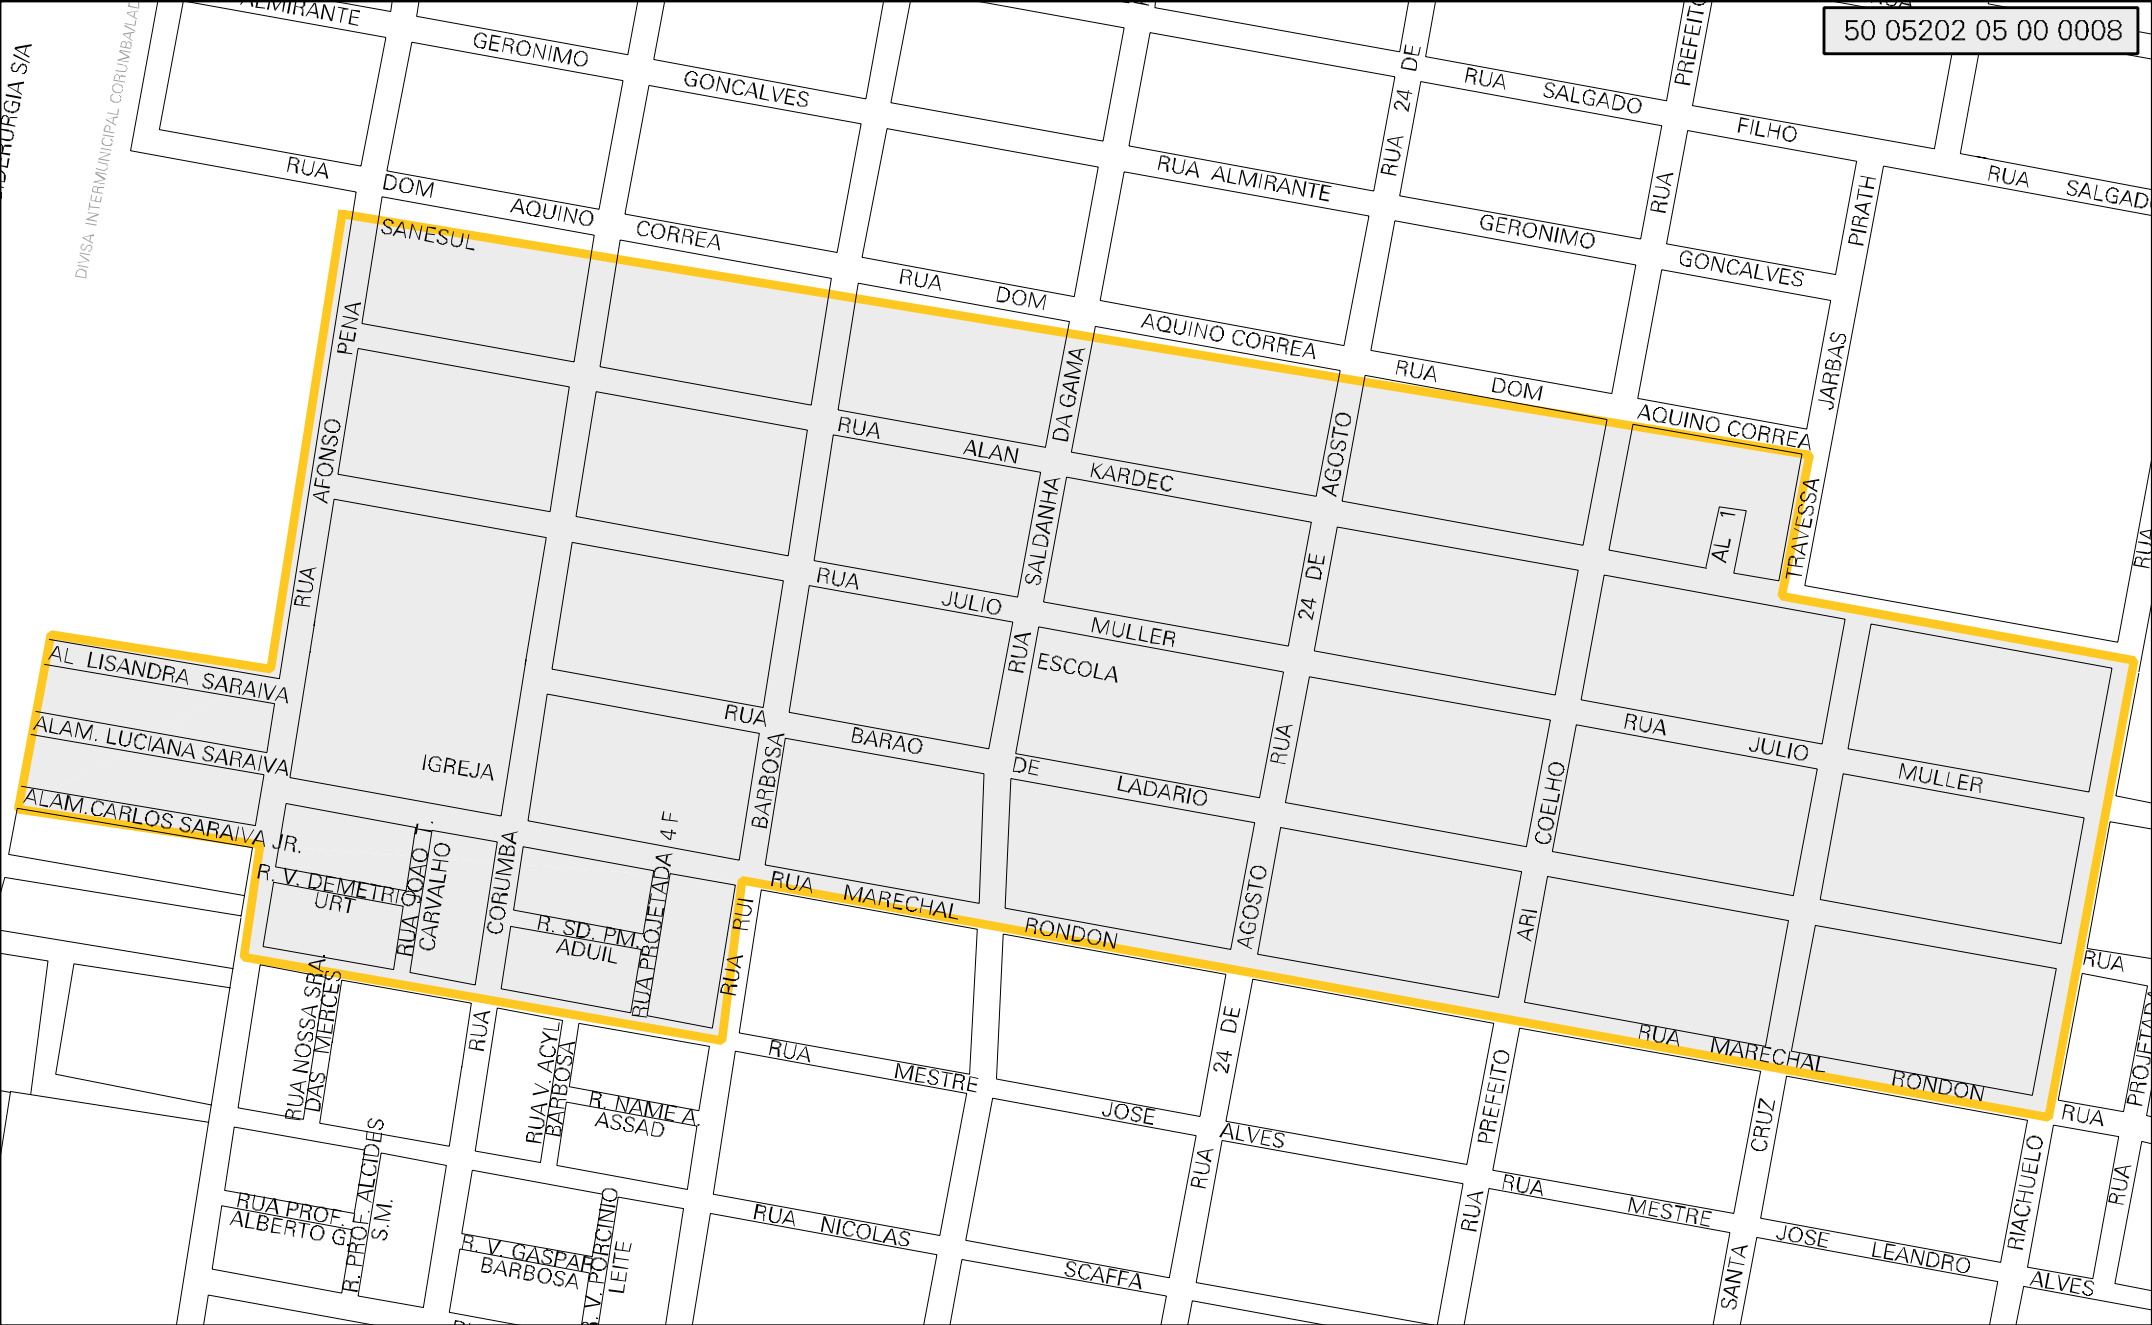 50 05202 05 00 0008
ALMIRANTE
GERONIMO
GONCALVES
RUA 24 DE
RUA SALGADO
FILHO
PREFEITO
RUA
RUA SALGADO
DIVISA INTERMUNICIPAL CORUMBA/LAD
RUA DOM
AQUINO
CORREA
SANESUL
RUA ALMIRANTE
GERONIMO
GONCALVES
PIRATH
JARBAS
TRAVESSA
RUA DOM
AQUINO CORREA
RUA DOM
AQUINO CORREA
RUA AFONSO PENA
RUA SALDANHA DA GAMA
RUA ALAN
KARDEC
RUA 24 DE AGOSTO
AL 1
RUA
RUA JULIO
MULLER
ESCOLA
RUA JULIO
MULLER
AL LISANDRA SARAIVA
ALAM. LUCIANA SARAIVA
ALAM.CARLOS SARAIVA JR.
IGREJA
RUA BARAO
DE LADARIO
RUA RUI BARBOSA
RUA PREFEITO ARI COELHO
R. V. DEMETRIO
URT
RUA JOAO T.
CARVALHO
RUA CORUMBA
R. SD. PM.
ADUIL
RUA PROJETADA 4 F
RUA MARECHAL
RONDON
24 DE AGOSTO
RUA
RUA MARECHAL
RONDON
RUA
PROJETADA
RUA
RUA NOSSA SRA.
DAS MERCES
RUA V. ACYL
BARBOSA
R. NAME A.
ASSAD
RUA MESTRE
JOSE
ALVES
RUA MESTRE
JOSE LEANDRO
ALVES
SANTA CRUZ
RIACHUELO
RUA
RUA PROF.
ALBERTO G.
R. PROF. ALCIDES
S.M.
R. V. GASPAR
BARBOSA
R. V. PORCINIO
LEITE
RUA NICOLAS
SCAFFA